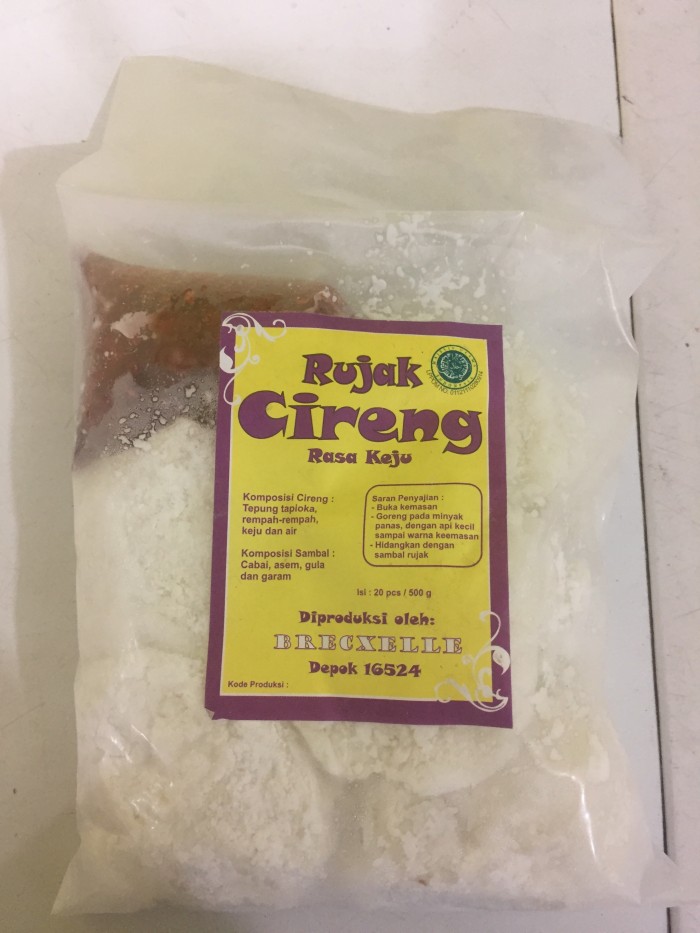 Rujak
Cireng
Rasa Keju
Komposisi Cireng :
Tepung tapioka,
rempah-rempah,
keju dan air
Komposisi Sambal :
Cabai, asem, gula
dan garam
Saran Penyajian :
- Buka kemasan
- Goreng pada minyak
panas, dengan api kecil
sampai warna keemasan
- Hidangkan dengan
sambal rujak
Isi : 20 pcs / 500 g
Diproduksi oleh:
BRECXELLE
Depok 16524
Kode Produksi :